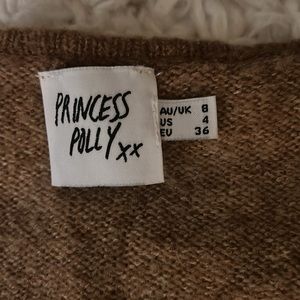 PRINCESS
POLLY xx
AU/UK 8
US 4
EU 36